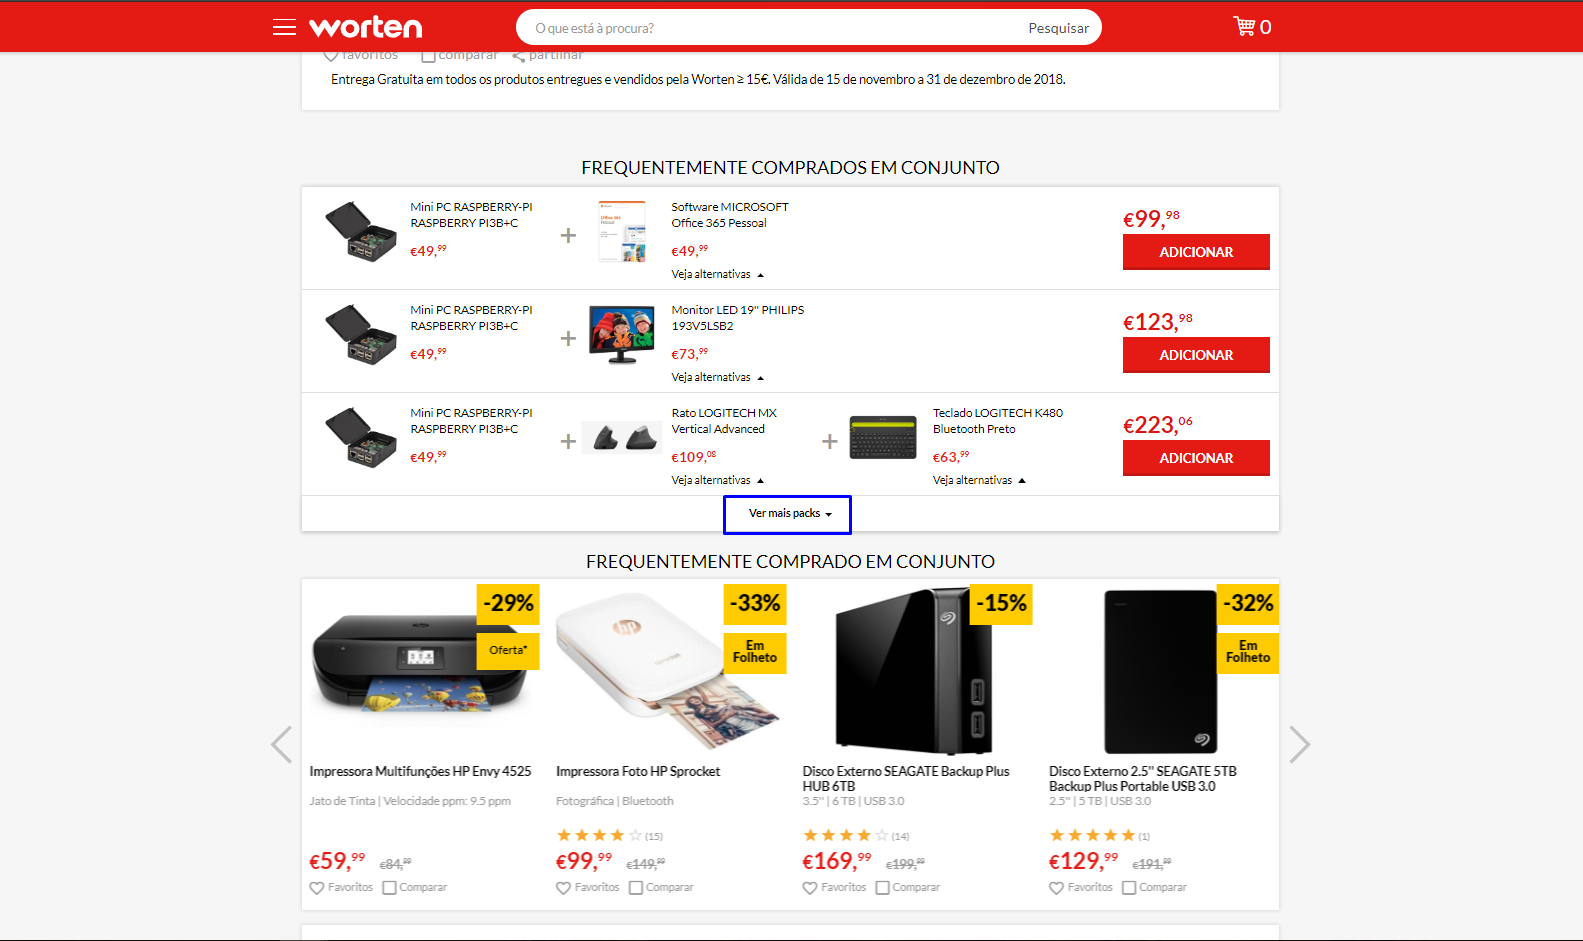 worten
O que está à procura?
Pesquisar
0
favoritos
comparar
partilhar
Entrega Gratuita em todos os produtos entregues e vendidos pela Worten ≥ 15€. Válida de 15 de novembro a 31 de dezembro de 2018.
FREQUENTEMENTE COMPRADOS EM CONJUNTO
Mini PC RASPBERRY-PI
RASPBERRY PI3B+C
€49,99
+
Office 365
Software MICROSOFT
Office 365 Pessoal
€49,99
Veja alternativas
€99,98
ADICIONAR
Mini PC RASPBERRY-PI
RASPBERRY PI3B+C
€49,99
+
Monitor LED 19" PHILIPS
193V5LSB2
€73,99
Veja alternativas
€123,98
ADICIONAR
Mini PC RASPBERRY-PI
RASPBERRY PI3B+C
€49,99
+
Rato LOGITECH MX
Vertical Advanced
€109,08
Veja alternativas
+
Teclado LOGITECH K480
Bluetooth Preto
€63,99
Veja alternativas
€223,06
ADICIONAR
Ver mais packs
FREQUENTEMENTE COMPRADO EM CONJUNTO
-29%
Oferta*
Impressora Multifunções HP Envy 4525
Jato de Tinta | Velocidade ppm: 9.5 ppm
€59,99 €84,99
Favoritos
Comparar
hp
-33%
Em
Folheto
Impressora Foto HP Sprocket
Fotográfica | Bluetooth
(15)
€99,99 €149,99
Favoritos
Comparar
-15%
Disco Externo SEAGATE Backup Plus
HUB 6TB
3.5" | 6 TB | USB 3.0
(14)
€169,99 €199,99
Favoritos
Comparar
-32%
Em
Folheto
Disco Externo 2.5" SEAGATE 5TB
Backup Plus Portable USB 3.0
2.5" | 5 TB | USB 3.0
(1)
€129,99 €191,99
Favoritos
Comparar